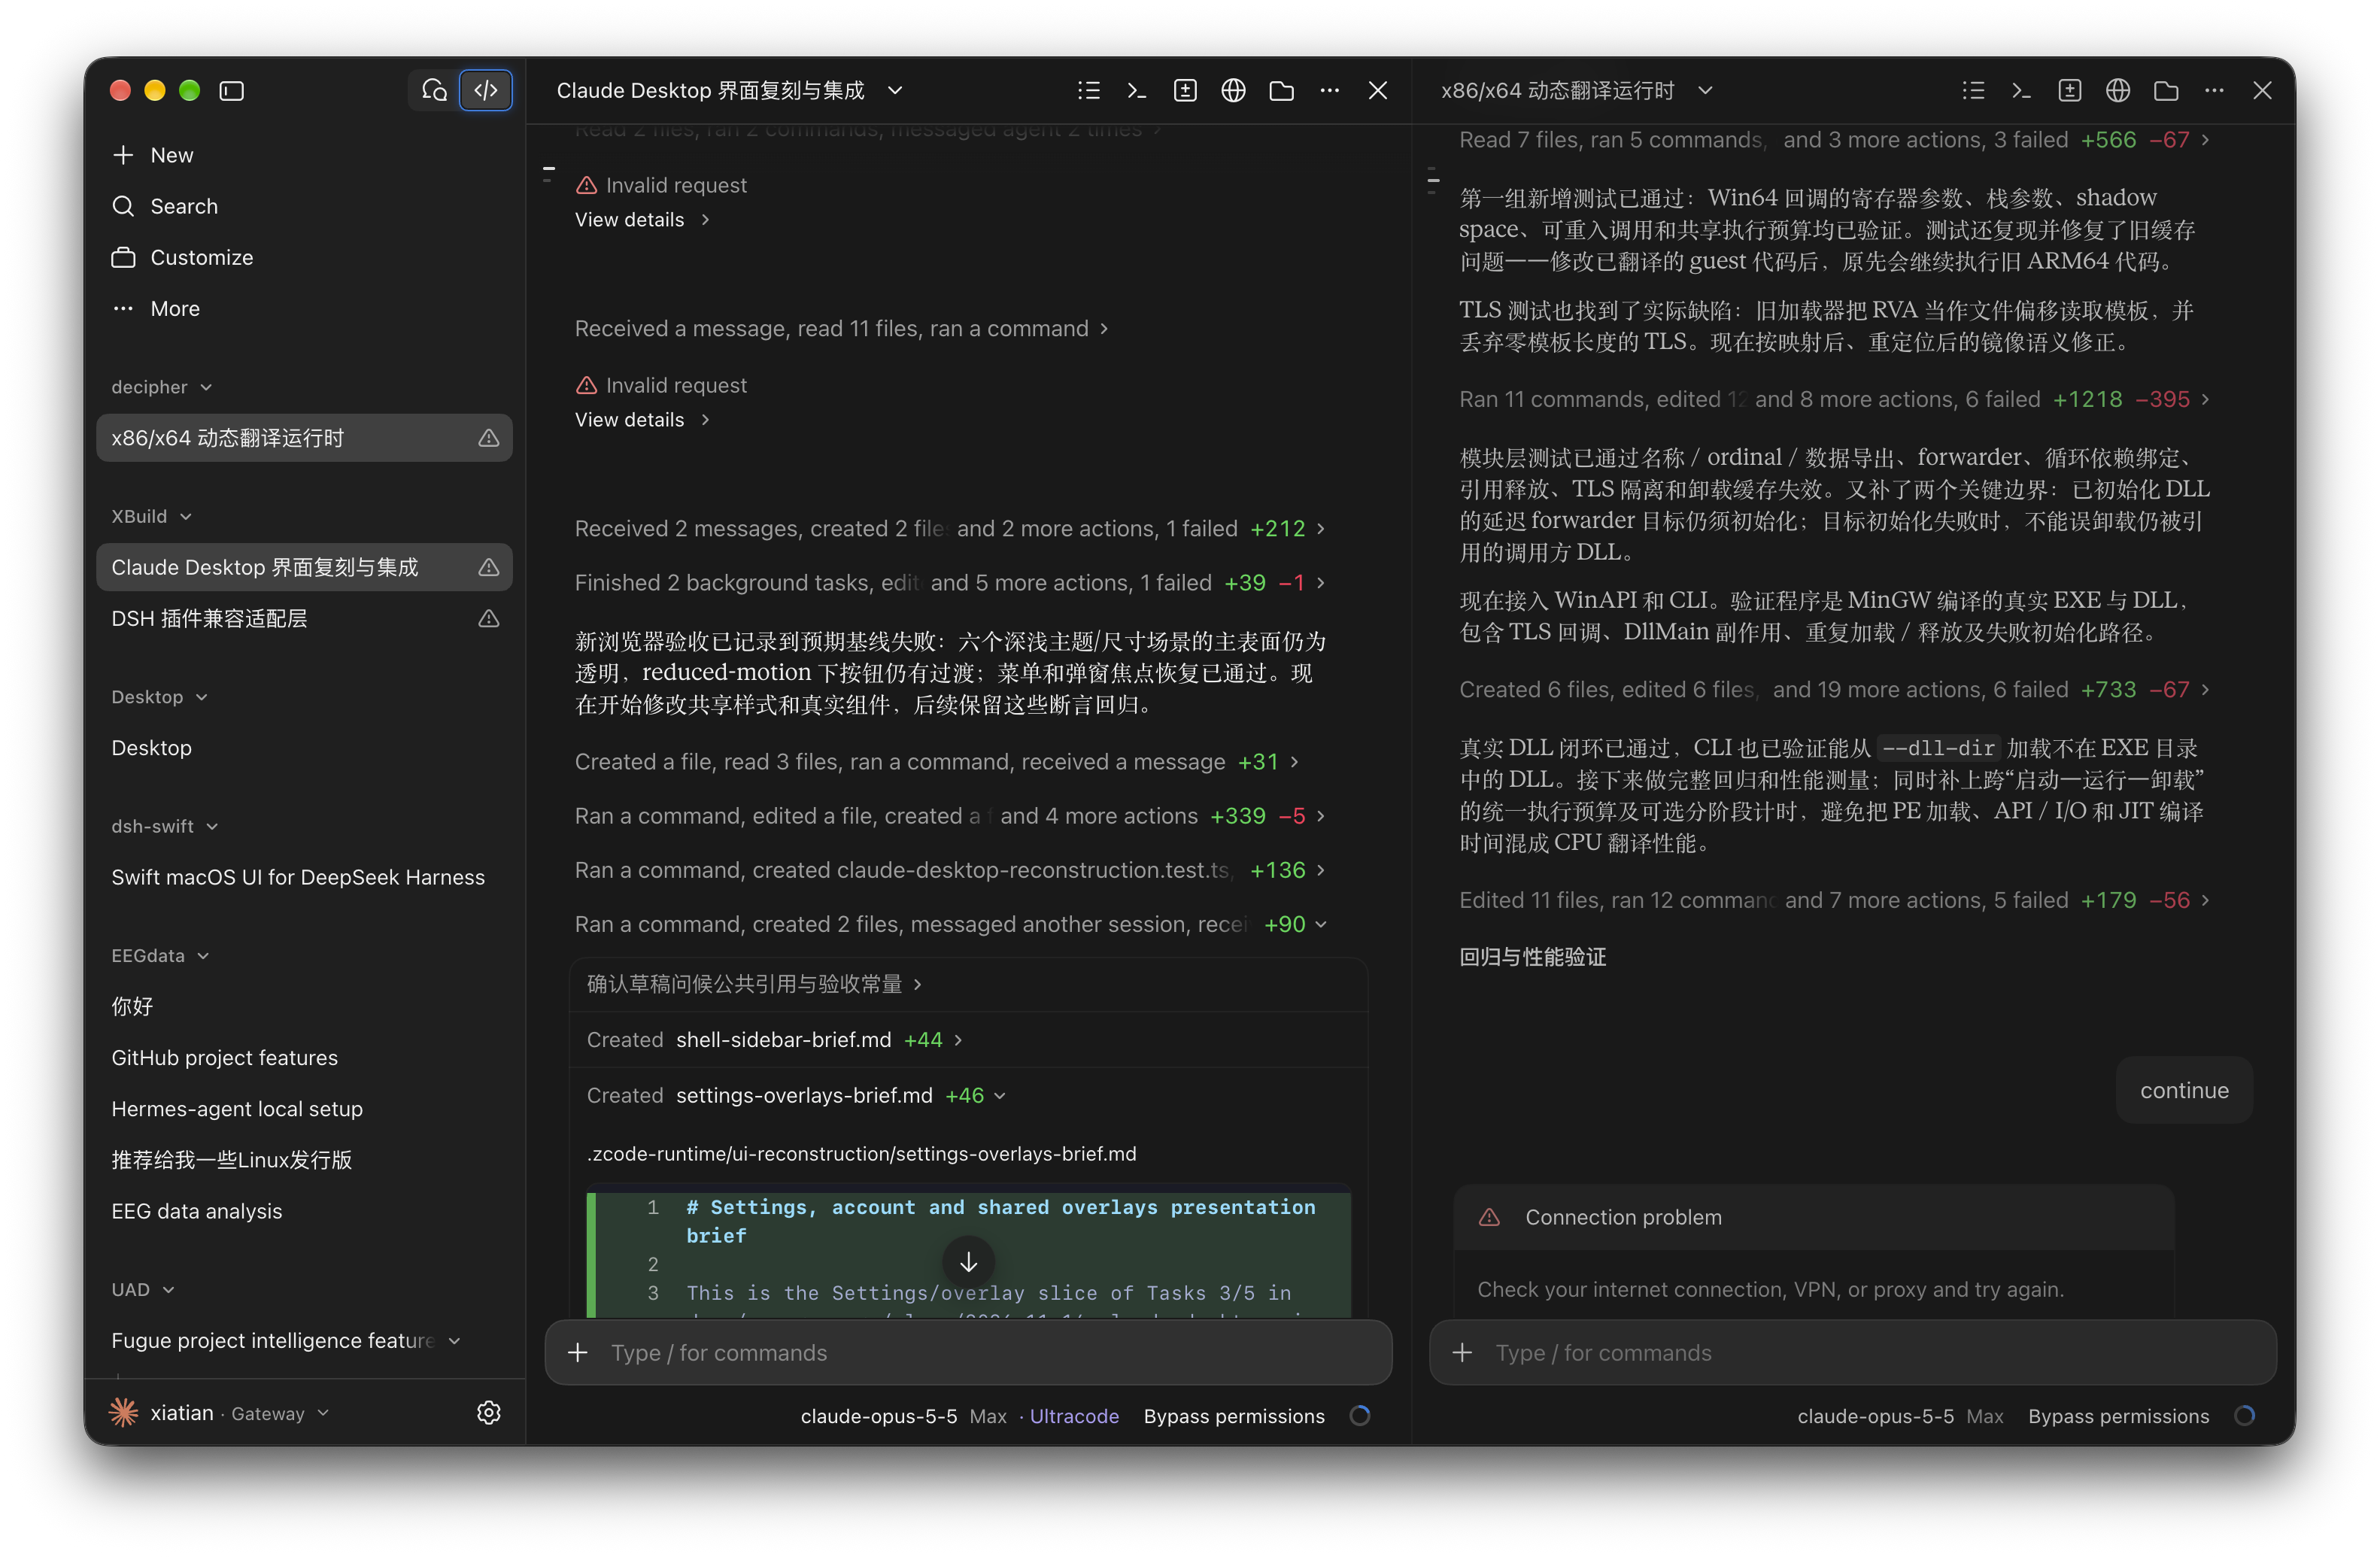 New
Search
Customize
More
decipher
x86/x64 动态翻译运行时
XBuild
Claude Desktop 界面复刻与集成
DSH 插件兼容适配层
Desktop
Desktop
dsh-swift
Swift macOS UI for DeepSeek Harness
EEGdata
你好
GitHub project features
Hermes-agent local setup
推荐给我一些Linux发行版
EEG data analysis
UAD
Fugue project intelligence feature
xiatian · Gateway
Claude Desktop 界面复刻与集成
Read 2 files, ran 2 commands, messaged agent 2 times
Invalid request
View details
Received a message, read 11 files, ran a command
Invalid request
View details
Received 2 messages, created 2 files and 2 more actions, 1 failed +212
Finished 2 background tasks, edit and 5 more actions, 1 failed +39 −1
新浏览器验收已记录到预期基线失败：六个深浅主题/尺寸场景的主表面仍为
透明，reduced-motion 下按钮仍有过渡；菜单和弹窗焦点恢复已通过。现
在开始修改共享样式和真实组件，后续保留这些断言回归。
Created a file, read 3 files, ran a command, received a message +31
Ran a command, edited a file, created a f and 4 more actions +339 −5
Ran a command, created claude-desktop-reconstruction.test.ts, +136
Ran a command, created 2 files, messaged another session, recei +90
确认草稿问候公共引用与验收常量
Created shell-sidebar-brief.md +44
Created settings-overlays-brief.md +46
.zcode-runtime/ui-reconstruction/settings-overlays-brief.md
1 # Settings, account and shared overlays presentation
brief
2
3 This is the Settings/overlay slice of Tasks 3/5 in
Type / for commands
claude-opus-5-5 Max · Ultracode Bypass permissions
x86/x64 动态翻译运行时
Read 7 files, ran 5 commands, and 3 more actions, 3 failed +566 −67
第一组新增测试已通过：Win64 回调的寄存器参数、栈参数、shadow
space、可重入调用和共享执行预算均已验证。测试还复现并修复了旧缓存
问题——修改已翻译的 guest 代码后，原先会继续执行旧 ARM64 代码。
TLS 测试也找到了实际缺陷：旧加载器把 RVA 当作文件偏移读取模板，并
丢弃零模板长度的 TLS。现在按映射后、重定位后的镜像语义修正。
Ran 11 commands, edited 12 and 8 more actions, 6 failed +1218 −395
模块层测试已通过名称 / ordinal / 数据导出、forwarder、循环依赖绑定、
引用释放、TLS 隔离和卸载缓存失效。又补了两个关键边界：已初始化 DLL
的延迟 forwarder 目标仍须初始化；目标初始化失败时，不能误卸载仍被引
用的调用方 DLL。
现在接入 WinAPI 和 CLI。验证程序是 MinGW 编译的真实 EXE 与 DLL，
包含 TLS 回调、DllMain 副作用、重复加载 / 释放及失败初始化路径。
Created 6 files, edited 6 files, and 19 more actions, 6 failed +733 −67
真实 DLL 闭环已通过，CLI 也已验证能从 --dll-dir 加载不在 EXE 目录
中的 DLL。接下来做完整回归和性能测量；同时补上跨“启动—运行—卸载”
的统一执行预算及可选分阶段计时，避免把 PE 加载、API / I/O 和 JIT 编译
时间混成 CPU 翻译性能。
Edited 11 files, ran 12 command and 7 more actions, 5 failed +179 −56
回归与性能验证
continue
Connection problem
Check your internet connection, VPN, or proxy and try again.
Type / for commands
claude-opus-5-5 Max Bypass permissions